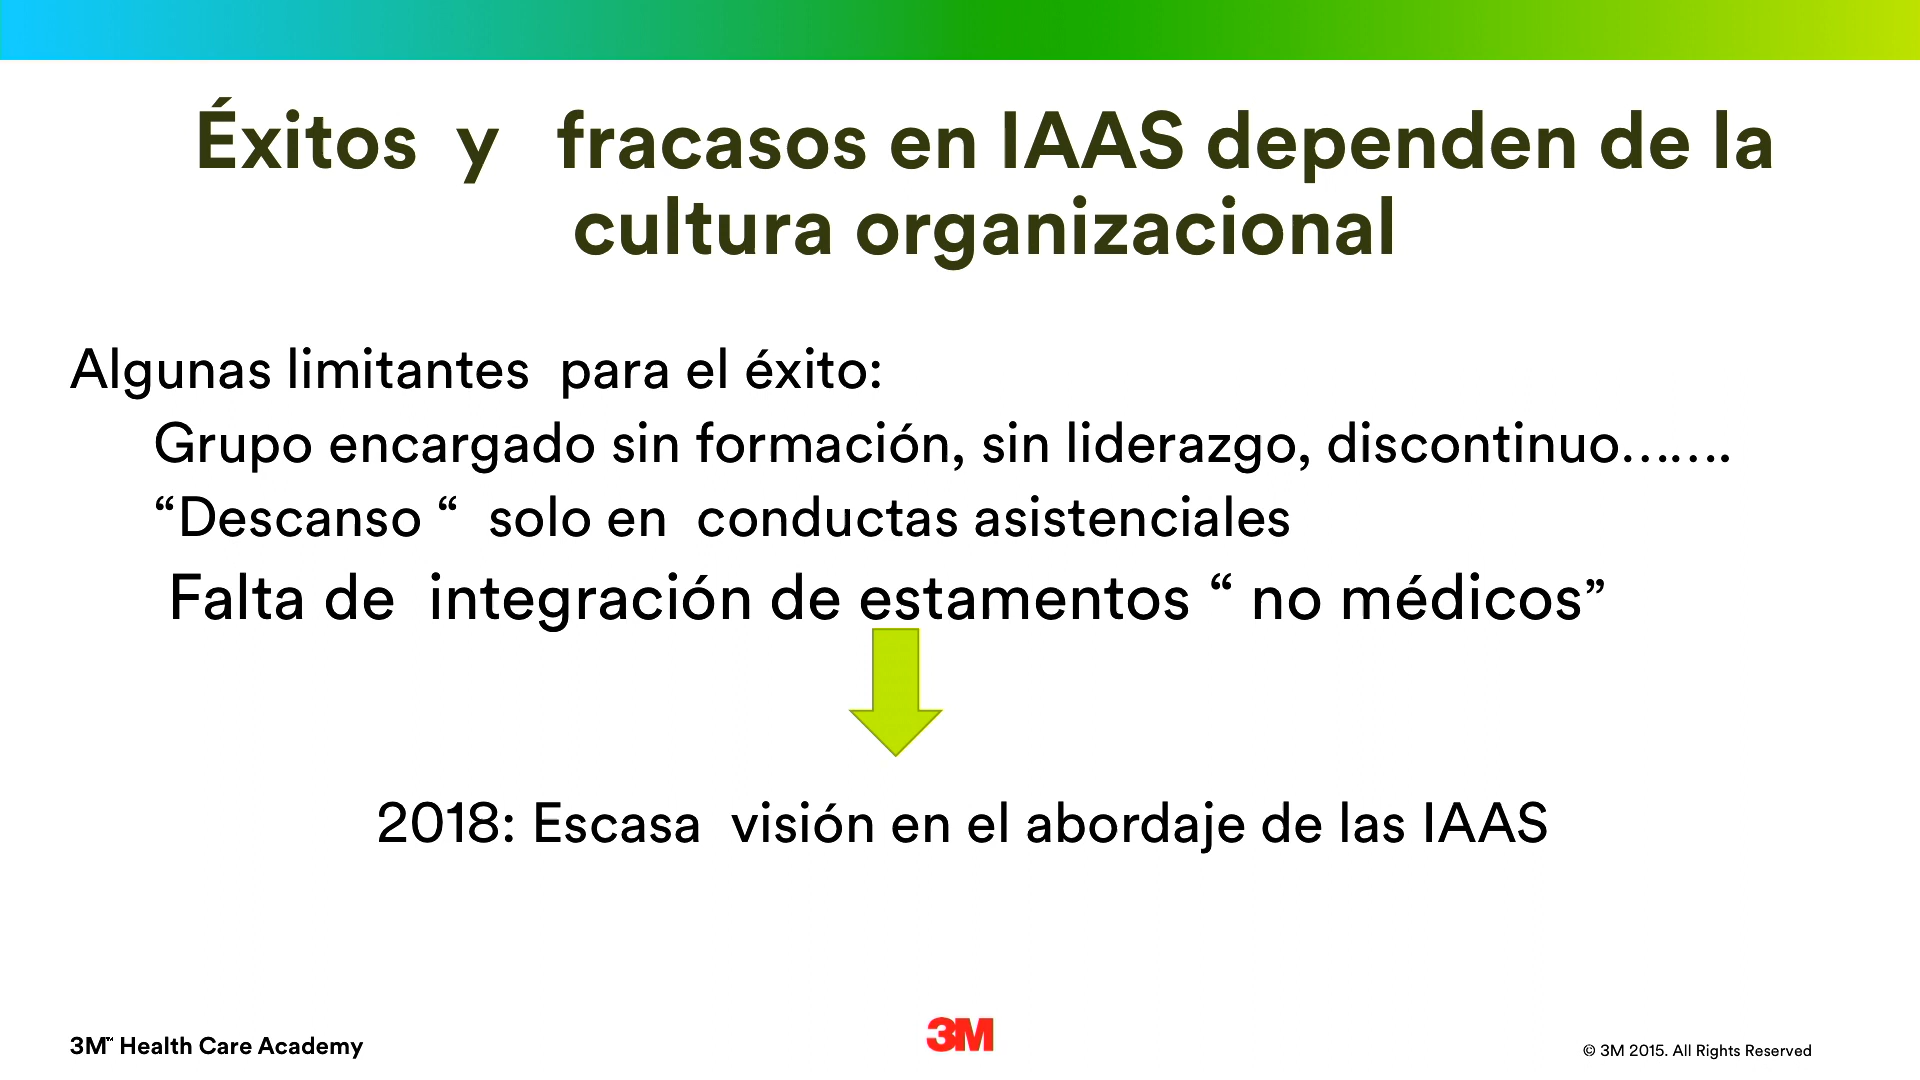 Éxitos y fracasos en IAAS dependen de la
cultura organizacional
Algunas limitantes para el éxito:
Grupo encargado sin formación, sin liderazgo, discontinuo…….
“Descanso “ solo en conductas asistenciales
Falta de integración de estamentos “ no médicos”
2018: Escasa visión en el abordaje de las IAAS
3M™ Health Care Academy
3M
© 3M 2015. All Rights Reserved